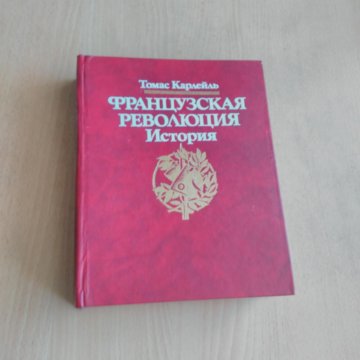 Томас Карлейль
ФРАНЦУЗСКАЯ
РЕВОЛЮЦИЯ
История